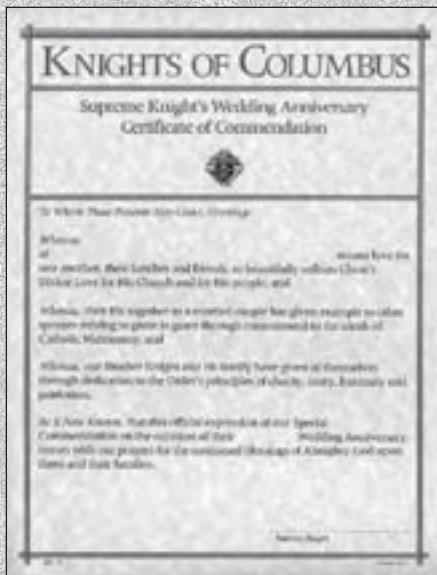 KNIGHTS OF COLUMBUS
Supreme Knight's Wedding Anniversary
Certificate of Commendation
To Whom These Presents May Come, Greetings
Whereas
of mutual love for
one another, their families and friends, so beautifully reflects Christ's
Divine Love for His Church and for His people; and
Whereas, their life together as a married couple has given example to other
spouses striving to grow in grace through commitment to the ideals of
Catholic Matrimony; and
Whereas, our Brother Knight and his family have given of themselves
through dedication to the Order's principles of charity, unity, fraternity and
patriotism,
Be It Now Known, that this official expression of our Special
Commendation on the occasion of their Wedding Anniversary
comes with our prayers for the continued Blessings of Almighty God upon
them and their families.
Supreme Knight